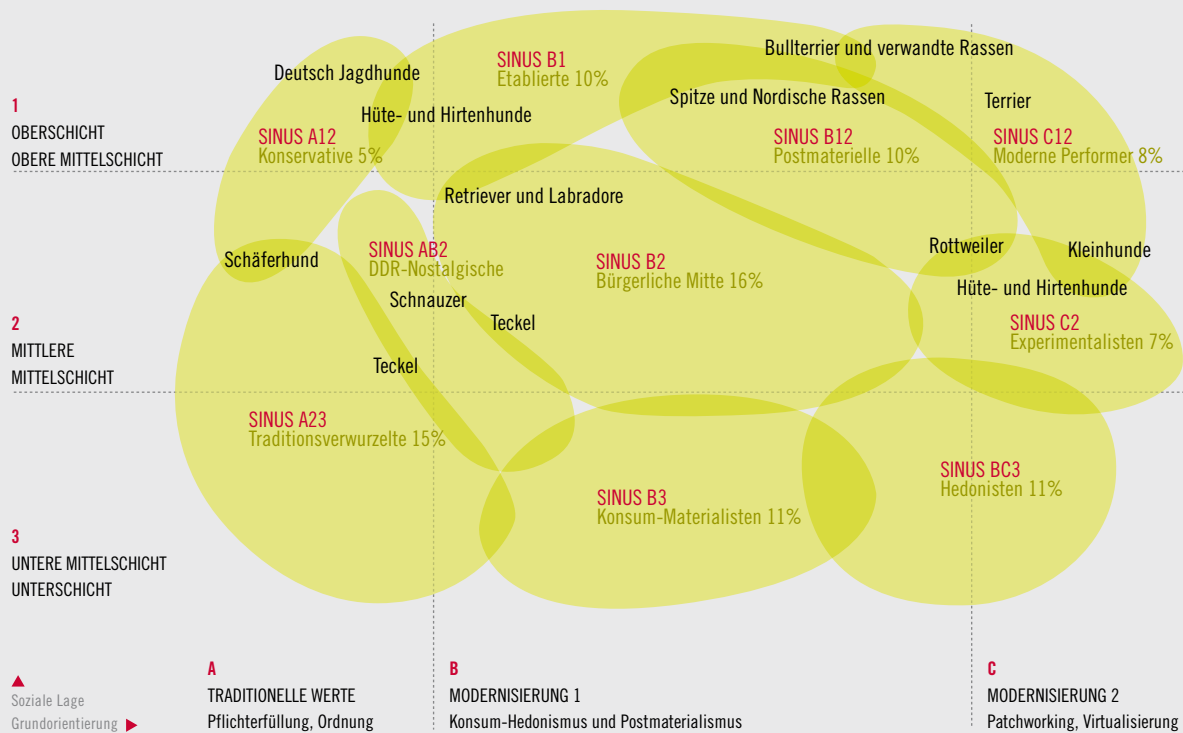 Bullterrier und verwandte Rassen
SINUS B1
Etablierte 10%
Deutsch Jagdhunde
Spitze und Nordische Rassen
Terrier
1
OBERSCHICHT
OBERE MITTELSCHICHT
Hüte- und Hirtenhunde
SINUS A12
Konservative 5%
SINUS B12
Postmaterielle 10%
SINUS C12
Moderne Performer 8%
Retriever und Labradore
Schäferhund
SINUS AB2
DDR-Nostalgische
SINUS B2
Bürgerliche Mitte 16%
Rottweiler
Kleinhunde
Hüte- und Hirtenhunde
Schnauzer
Teckel
2
MITTLERE
MITTELSCHICHT
SINUS C2
Experimentalisten 7%
Teckel
SINUS A23
Traditionsverwurzelte 15%
SINUS B3
Konsum-Materialisten 11%
SINUS BC3
Hedonisten 11%
3
UNTERE MITTELSCHICHT
UNTERSCHICHT
Soziale Lage
Grundorientierung
A
TRADITIONELLE WERTE
Pflichterfüllung, Ordnung
B
MODERNISIERUNG 1
Konsum-Hedonismus und Postmaterialismus
C
MODERNISIERUNG 2
Patchworking, Virtualisierung